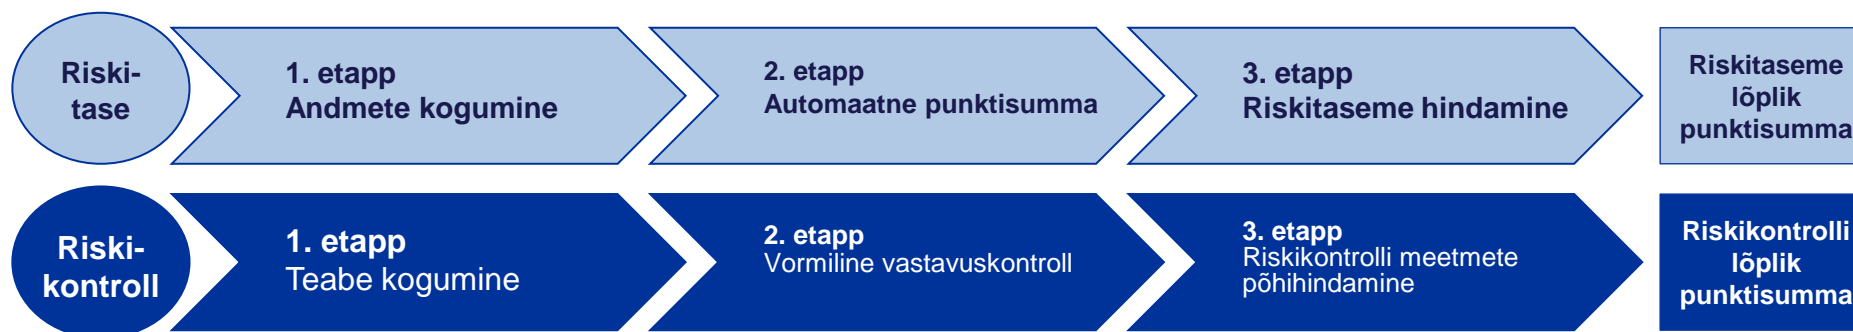 Riski-
tase
1. etapp
Andmete kogumine
2. etapp
Automaatne punktisumma
3. etapp
Riskitaseme hindamine
Riskitaseme
lõplik
punktisumma
Riski-
kontroll
1. etapp
Teabe kogumine
2. etapp
Vormiline vastavuskontroll
3. etapp
Riskikontrolli meetmete
põhihindamine
Riskikontrolli
lõplik
punktisumma